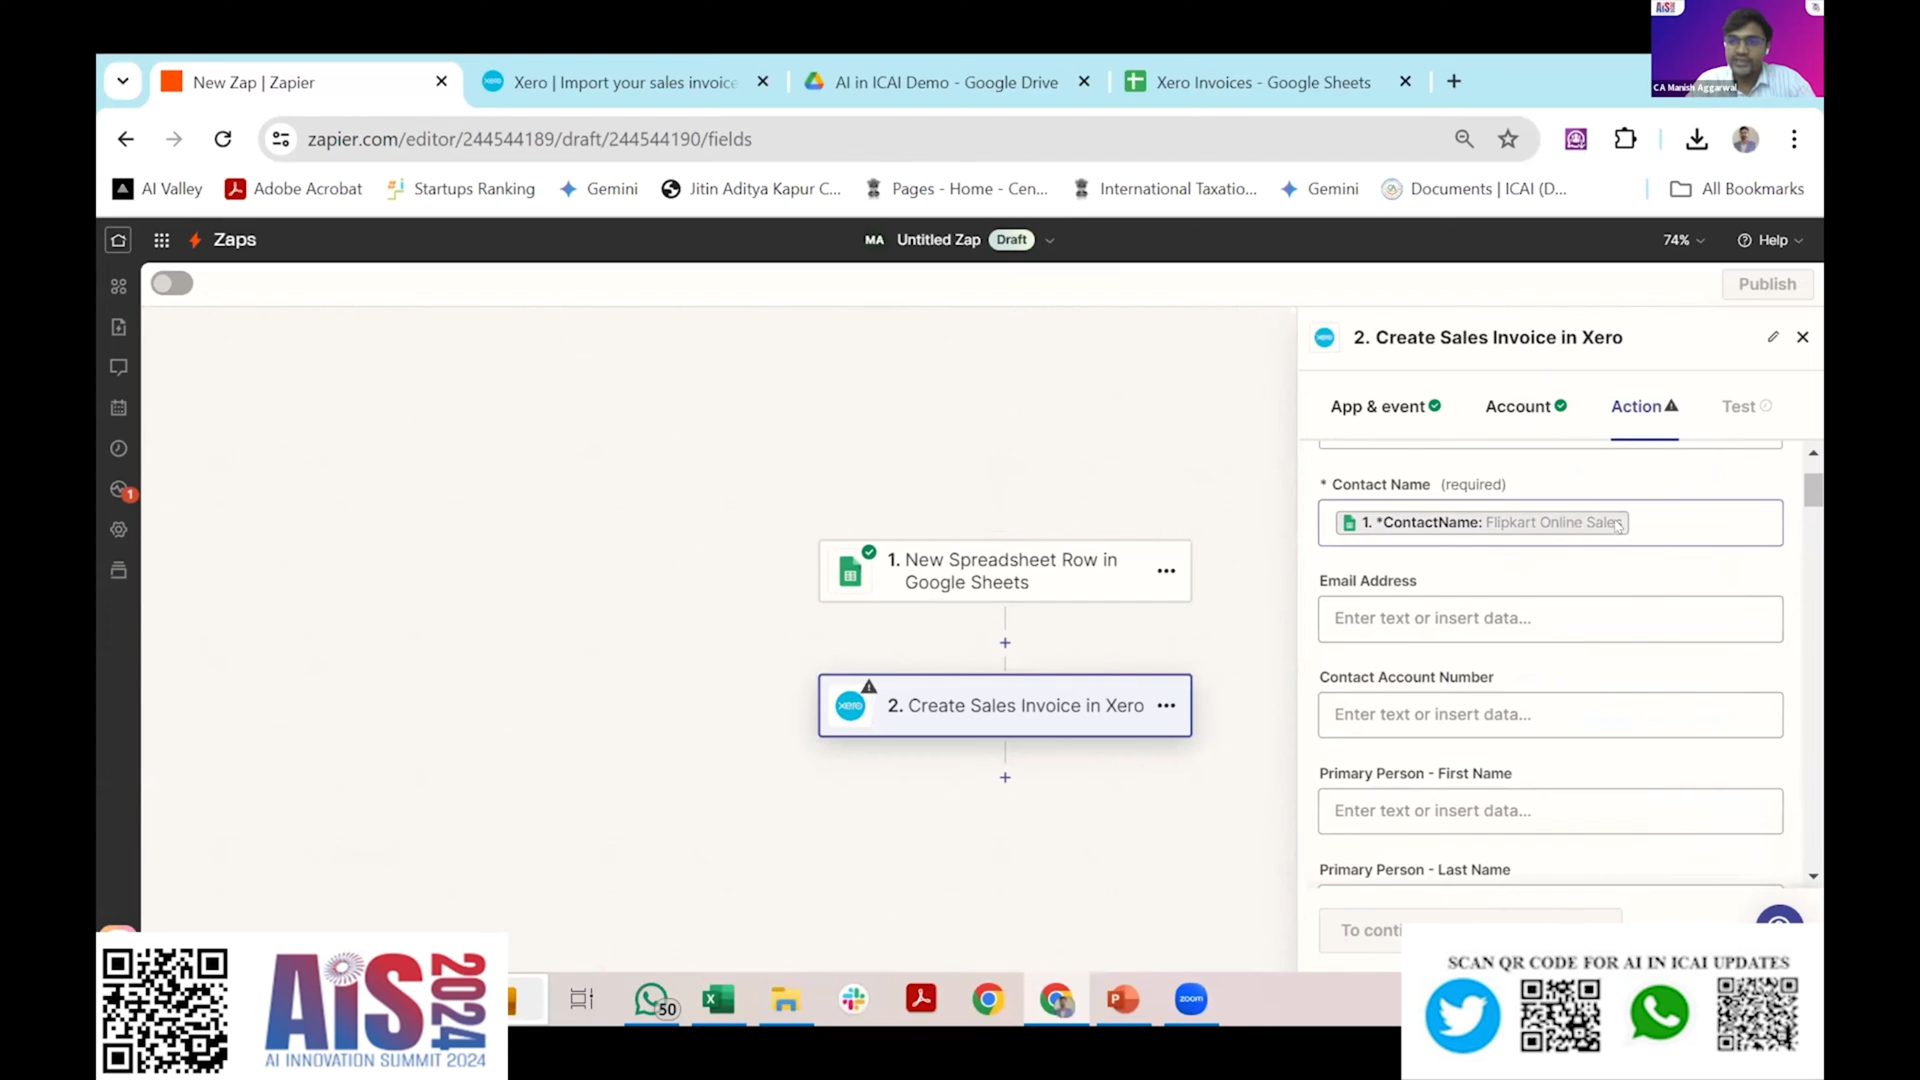 AiS
CA Manish Aggarwal
New Zap | Zapier
Xero | Import your sales invoice
AI in ICAI Demo - Google Drive
Xero Invoices - Google Sheets
zapier.com/editor/244544189/draft/244544190/fields
AI Valley
Adobe Acrobat
Startups Ranking
Gemini
Jitin Aditya Kapur C...
Pages - Home - Cen...
International Taxatio...
Gemini
Documents | ICAI (D...
All Bookmarks
Zaps
MA Untitled Zap Draft
74%
Help
Publish
2. Create Sales Invoice in Xero
App & event
Account
Action
Test
* Contact Name (required)
1. *ContactName: Flipkart Online Sales
Email Address
Enter text or insert data...
Contact Account Number
Enter text or insert data...
Primary Person - First Name
Enter text or insert data...
Primary Person - Last Name
To conti
1
1. New Spreadsheet Row in
Google Sheets
xero
2. Create Sales Invoice in Xero
AiS 2024
AI INNOVATION SUMMIT 2024
50
zoom
SCAN QR CODE FOR AI IN ICAI UPDATES